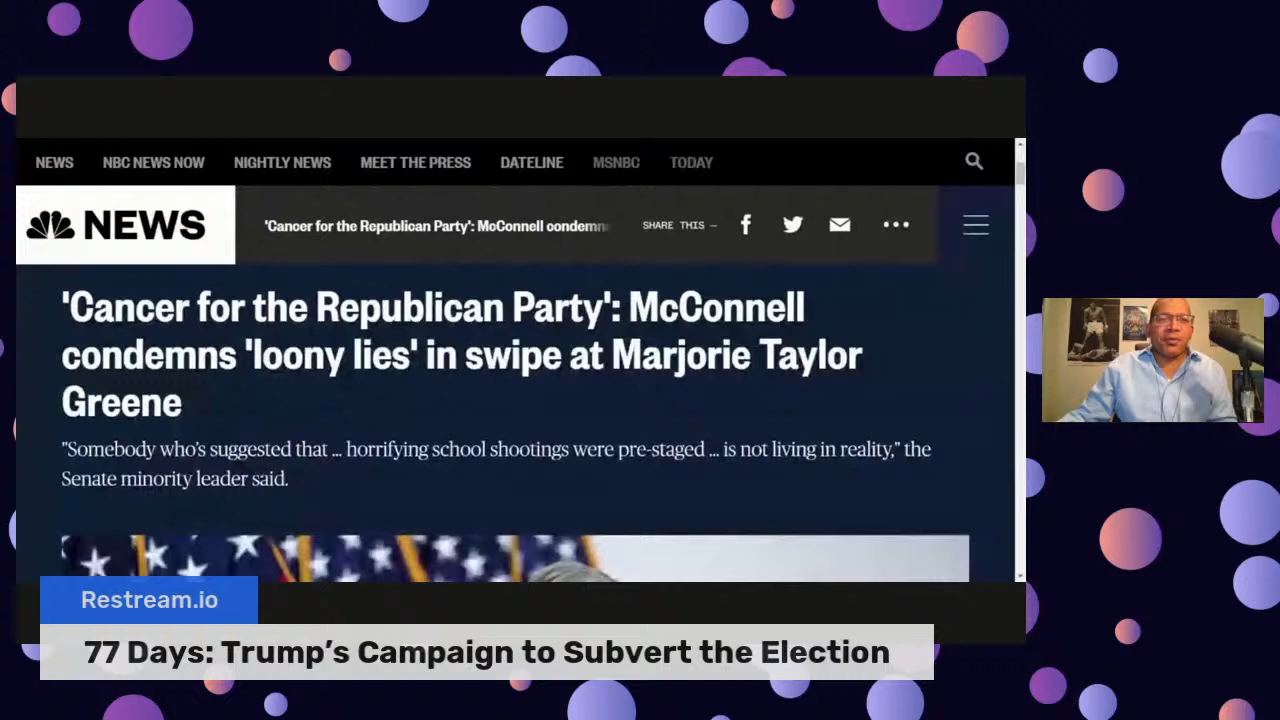 NEWS NBC NEWS NOW NIGHTLY NEWS MEET THE PRESS DATELINE MSNBC TODAY
NEWS
'Cancer for the Republican Party': McConnell condemn
SHARE THIS —
'Cancer for the Republican Party': McConnell
condemns 'loony lies' in swipe at Marjorie Taylor
Greene
"Somebody who's suggested that ... horrifying school shootings were pre-staged ... is not living in reality," the
Senate minority leader said.
Restream.io
77 Days: Trump's Campaign to Subvert the Election